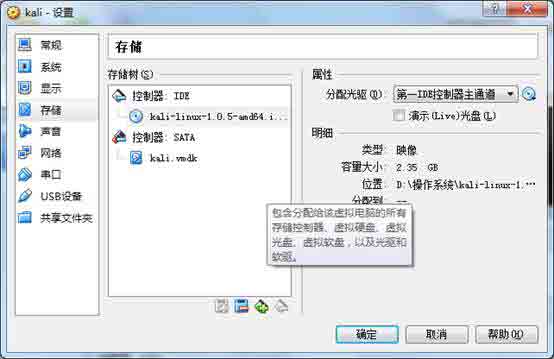 kali - 设置
常规
系统
显示
存储
声音
网络
串口
USB设备
共享文件夹
存储
存储树(S)
控制器: IDE
kali-linux-1.0.5-amd64.i...
控制器: SATA
kali.vmdk
属性
分配光驱(D): 第一IDE控制器主通道
演示(Live)光盘(L)
明细
类型: 映像
容量大小: 2.35 GB
位置: D:\操作系统\kali-linux-1.···
分配到: --
包含分配给该虚拟电脑的所有
存储控制器、虚拟硬盘、虚拟
光盘、虚拟软盘，以及光驱和
软驱。
确定
取消
帮助(H)